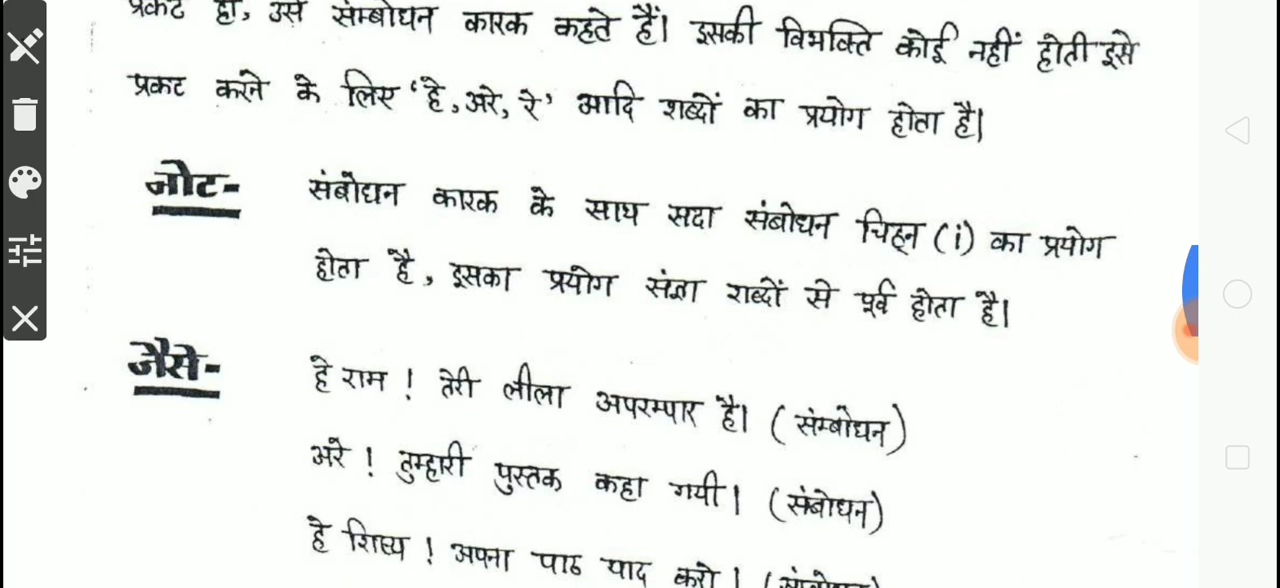 प्रकट हो, उसे सम्बोधन कारक कहते हैं। इसकी विभक्ति कोई नहीं होती इसे
प्रकट करने के लिए 'हे, अरे, रे' आदि शब्दों का प्रयोग होता है।
नोट- संबोधन कारक के साथ सदा संबोधन चिह्न (i) का प्रयोग
होता है, इसका प्रयोग संज्ञा शब्दों से पूर्व होता है।
जैसे- हे राम ! तेरी लीला अपरम्पार है। (संम्बोधन)
अरे ! तुम्हारी पुस्तक कहा गयी। (संबोधन)
हे शिष्य ! अपना पाठ याद करो। (संबोधन)